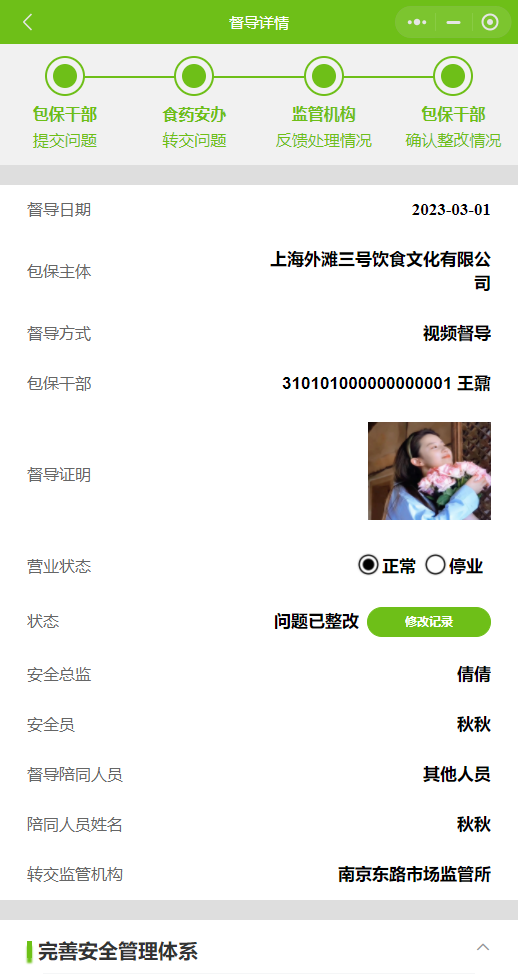 督导详情
包保干部 食药安办 监管机构 包保干部
提交问题 转交问题 反馈处理情况 确认整改情况
督导日期 2023-03-01
包保主体 上海外滩三号饮食文化有限公
司
督导方式 视频督导
包保干部 310101000000000001 王鼐
督导证明
营业状态 正常 停业
状态 问题已整改 修改记录
安全总监 倩倩
安全员 秋秋
督导陪同人员 其他人员
陪同人员姓名 秋秋
转交监管机构 南京东路市场监管所
完善安全管理体系